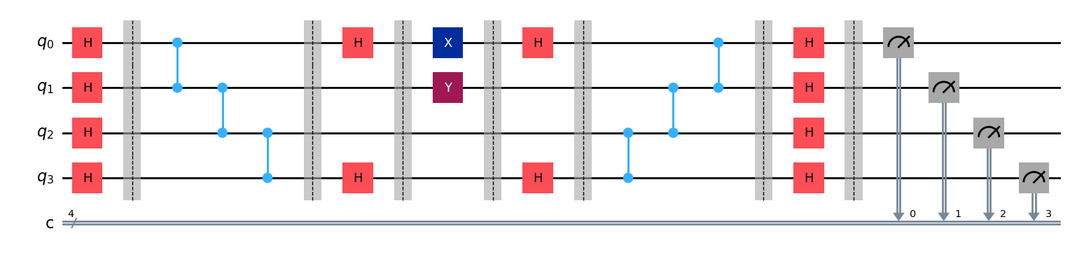 q0 H H X H H
q1 H Y H
q2 H H
q3 H H H H
c 4 0 1 2 3